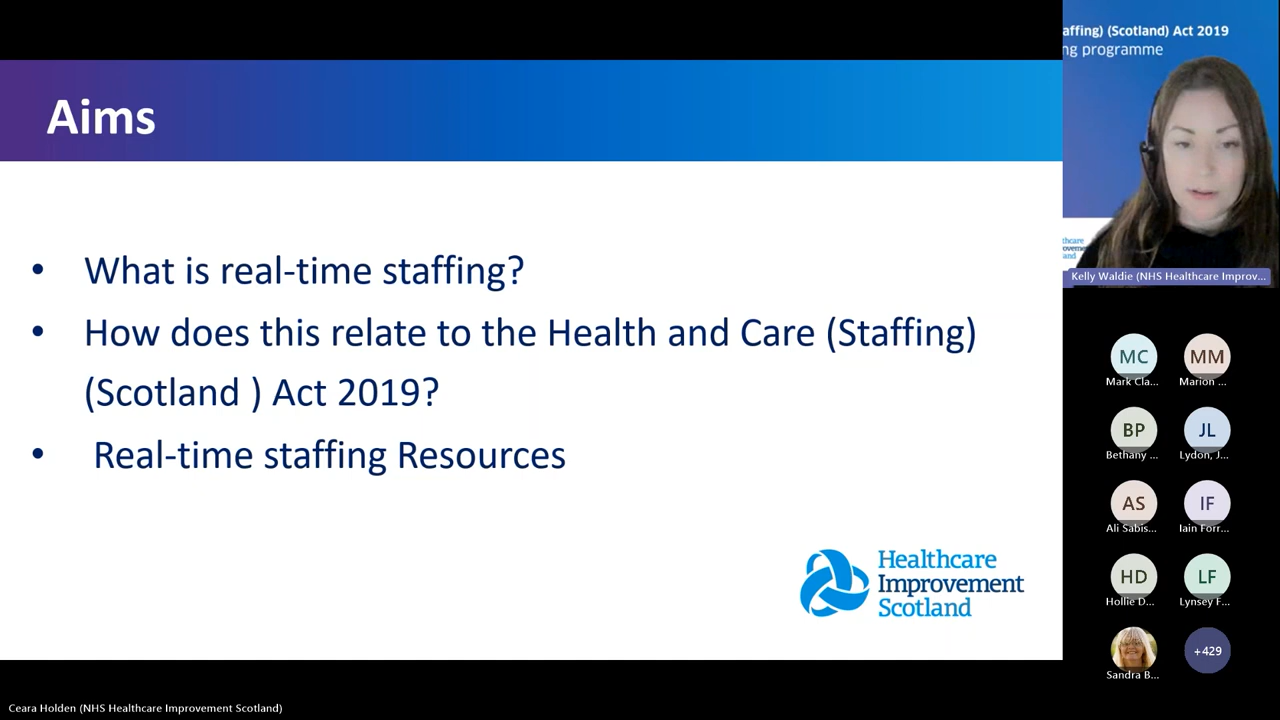 Aims
• What is real-time staffing?
• How does this relate to the Health and Care (Staffing)
(Scotland ) Act 2019?
• Real-time staffing Resources
Healthcare
Improvement
Scotland
affing) (Scotland) Act 2019
ng programme
Kelly Waldie (NHS Healthcare Improv...
MC
Mark Cla...
MM
Marion ...
BP
Bethany ...
JL
Lydon, J...
AS
Ali Sabis...
IF
Iain Forr...
HD
Hollie D...
LF
Lynsey F...
Sandra B...
+429
Ceara Holden (NHS Healthcare Improvement Scotland)